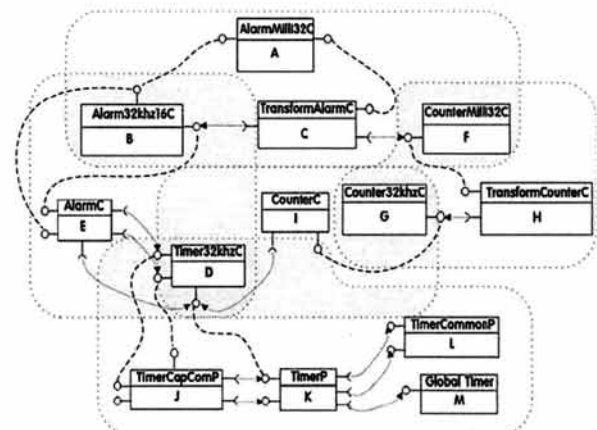 AlarmMilli32C
A
Alarm32khz16C
B
TransformAlarmC
C
CounterMilli32C
F
AlarmC
E
CounterC
I
Counter32khzC
G
TransformCounterC
H
Timer32khzC
D
TimerCommonP
L
TimerCapComP
J
TimerP
K
Global Timer
M